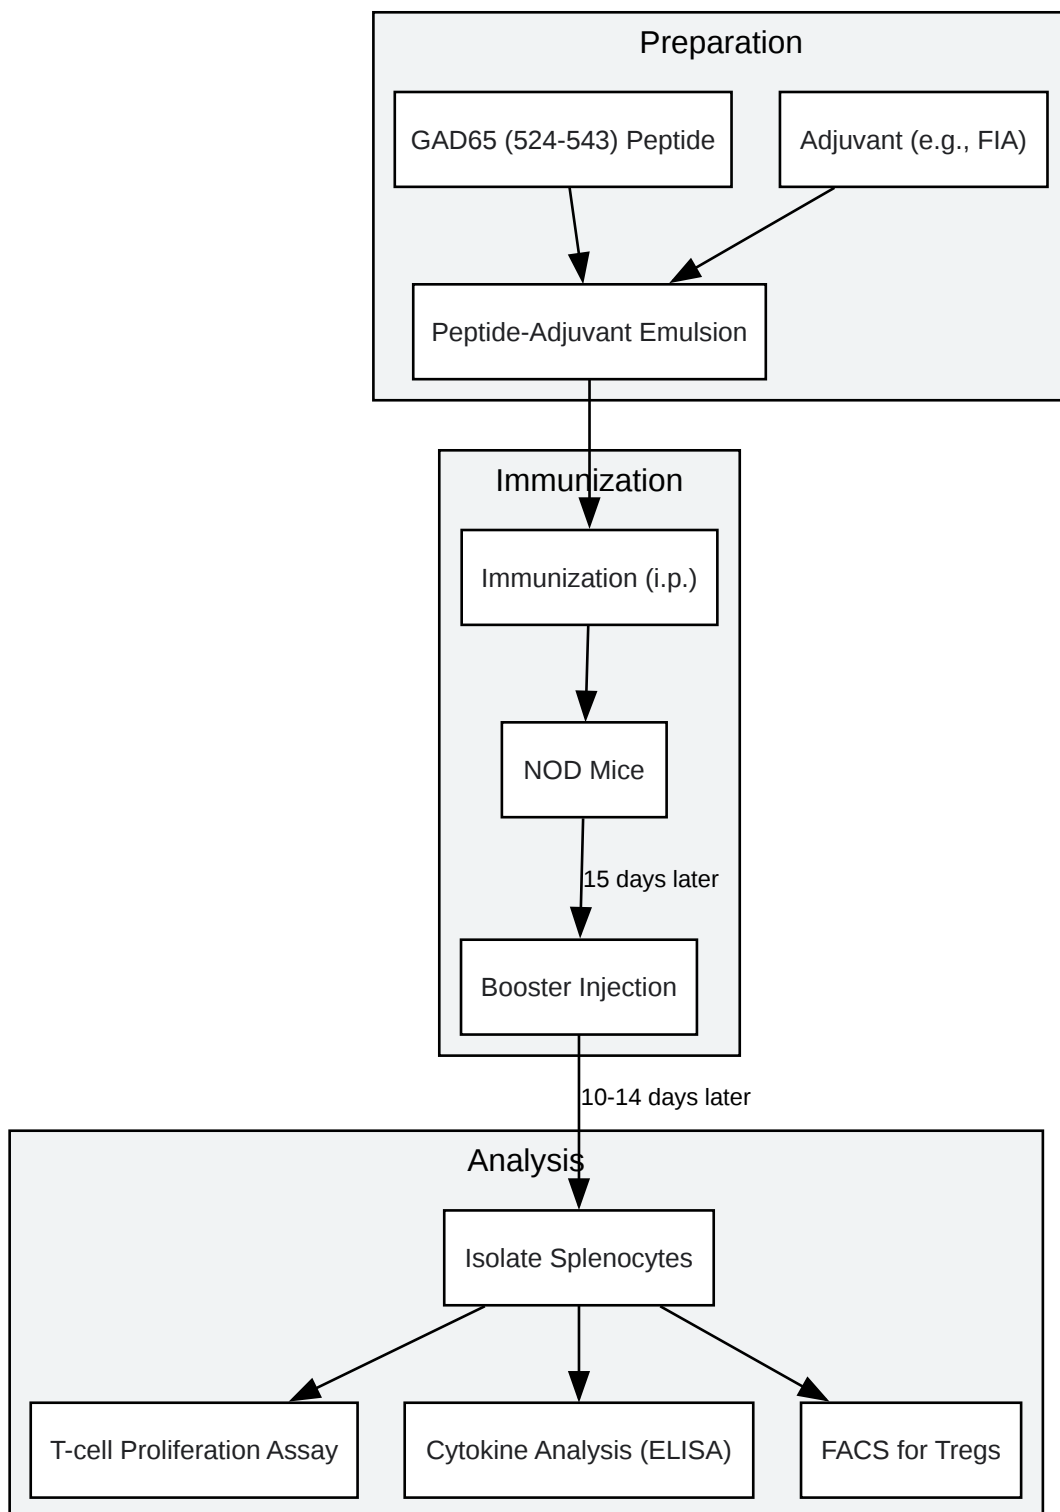 Preparation
GAD65 (524-543) Peptide
Adjuvant (e.g., FIA)
Peptide-Adjuvant Emulsion
Immunization
Immunization (i.p.)
NOD Mice
15 days later
Booster Injection
10-14 days later
Analysis
Isolate Splenocytes
T-cell Proliferation Assay
Cytokine Analysis (ELISA)
FACS for Tregs